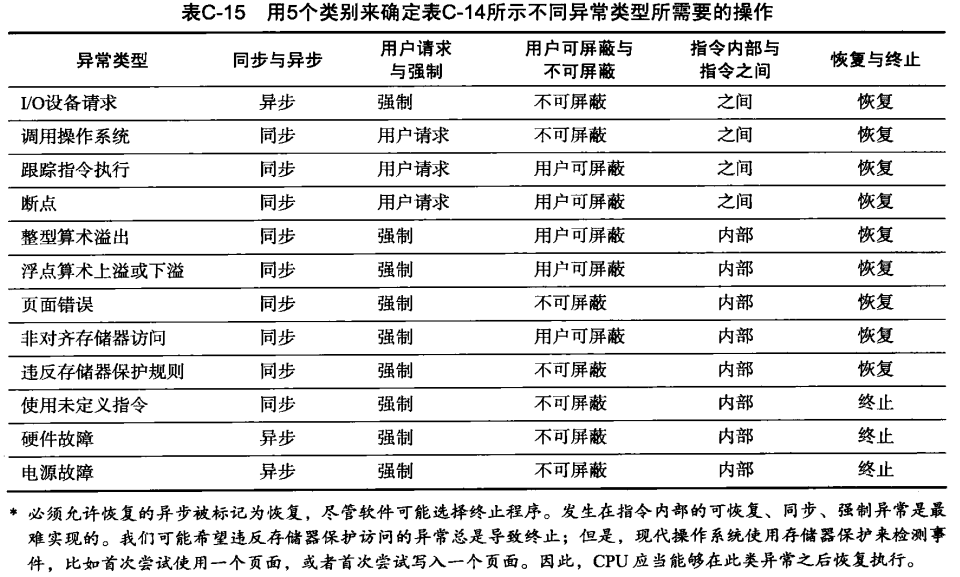 表C-15 用5个类别来确定表C-14所示不同异常类型所需要的操作
异常类型 同步与异步 用户请求与强制 用户可屏蔽与不可屏蔽 指令内部与指令之间 恢复与终止
I/O设备请求 异步 强制 不可屏蔽 之间 恢复
调用操作系统 同步 用户请求 不可屏蔽 之间 恢复
跟踪指令执行 同步 用户请求 用户可屏蔽 之间 恢复
断点 同步 用户请求 用户可屏蔽 之间 恢复
整型算术溢出 同步 强制 用户可屏蔽 内部 恢复
浮点算术上溢或下溢 同步 强制 用户可屏蔽 内部 恢复
页面错误 同步 强制 不可屏蔽 内部 恢复
非对齐存储器访问 同步 强制 用户可屏蔽 内部 恢复
违反存储器保护规则 同步 强制 不可屏蔽 内部 恢复
使用未定义指令 同步 强制 不可屏蔽 内部 终止
硬件故障 异步 强制 不可屏蔽 内部 终止
电源故障 异步 强制 不可屏蔽 内部 终止
* 必须允许恢复的异步被标记为恢复，尽管软件可能选择终止程序。发生在指令内部的可恢复、同步、强制异常是最
难实现的。我们可能希望违反存储器保护访问的异常总是导致终止；但是，现代操作系统使用存储器保护来检测事
件，比如首次尝试使用一个页面，或者首次尝试写入一个页面。因此，CPU应当能够在此类异常之后恢复执行。